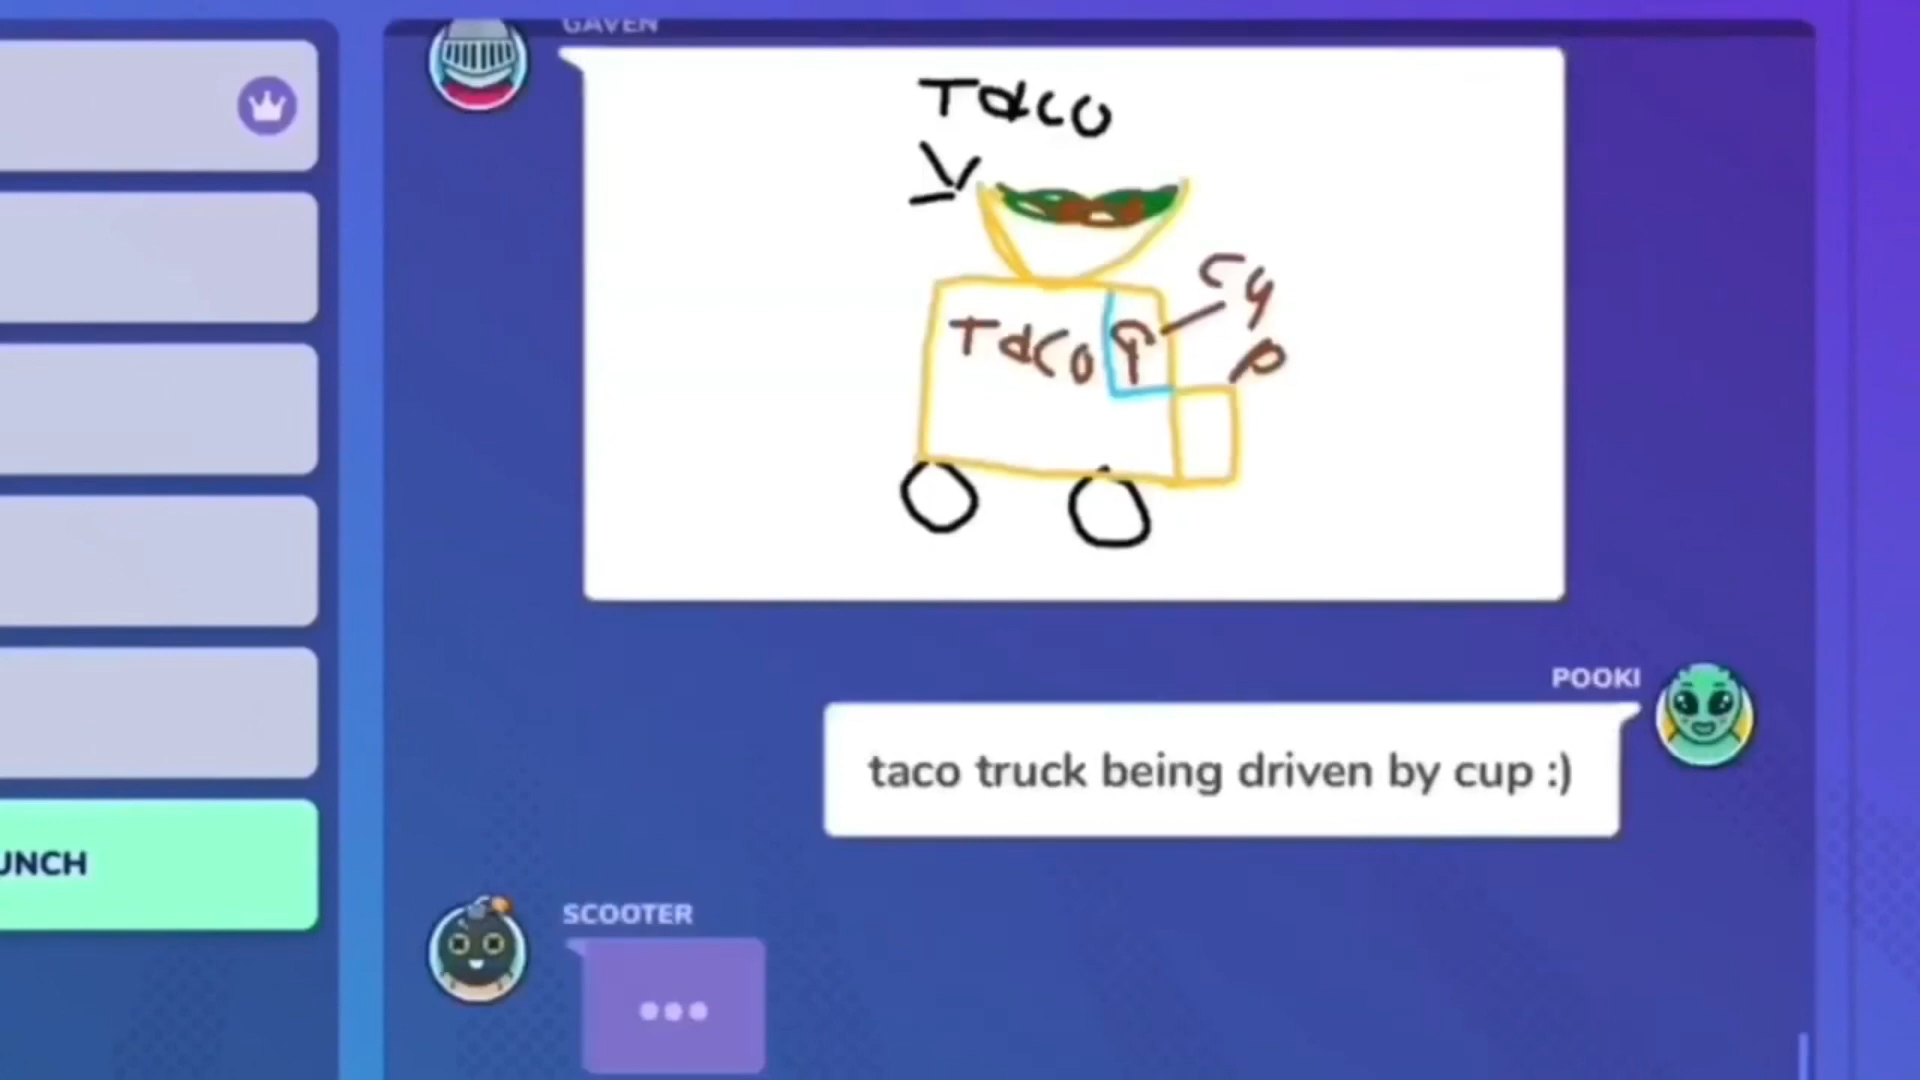 GAVEN
Taco
Taco
Cup
POOKI
taco truck being driven by cup :)
UNCH
SCOOTER